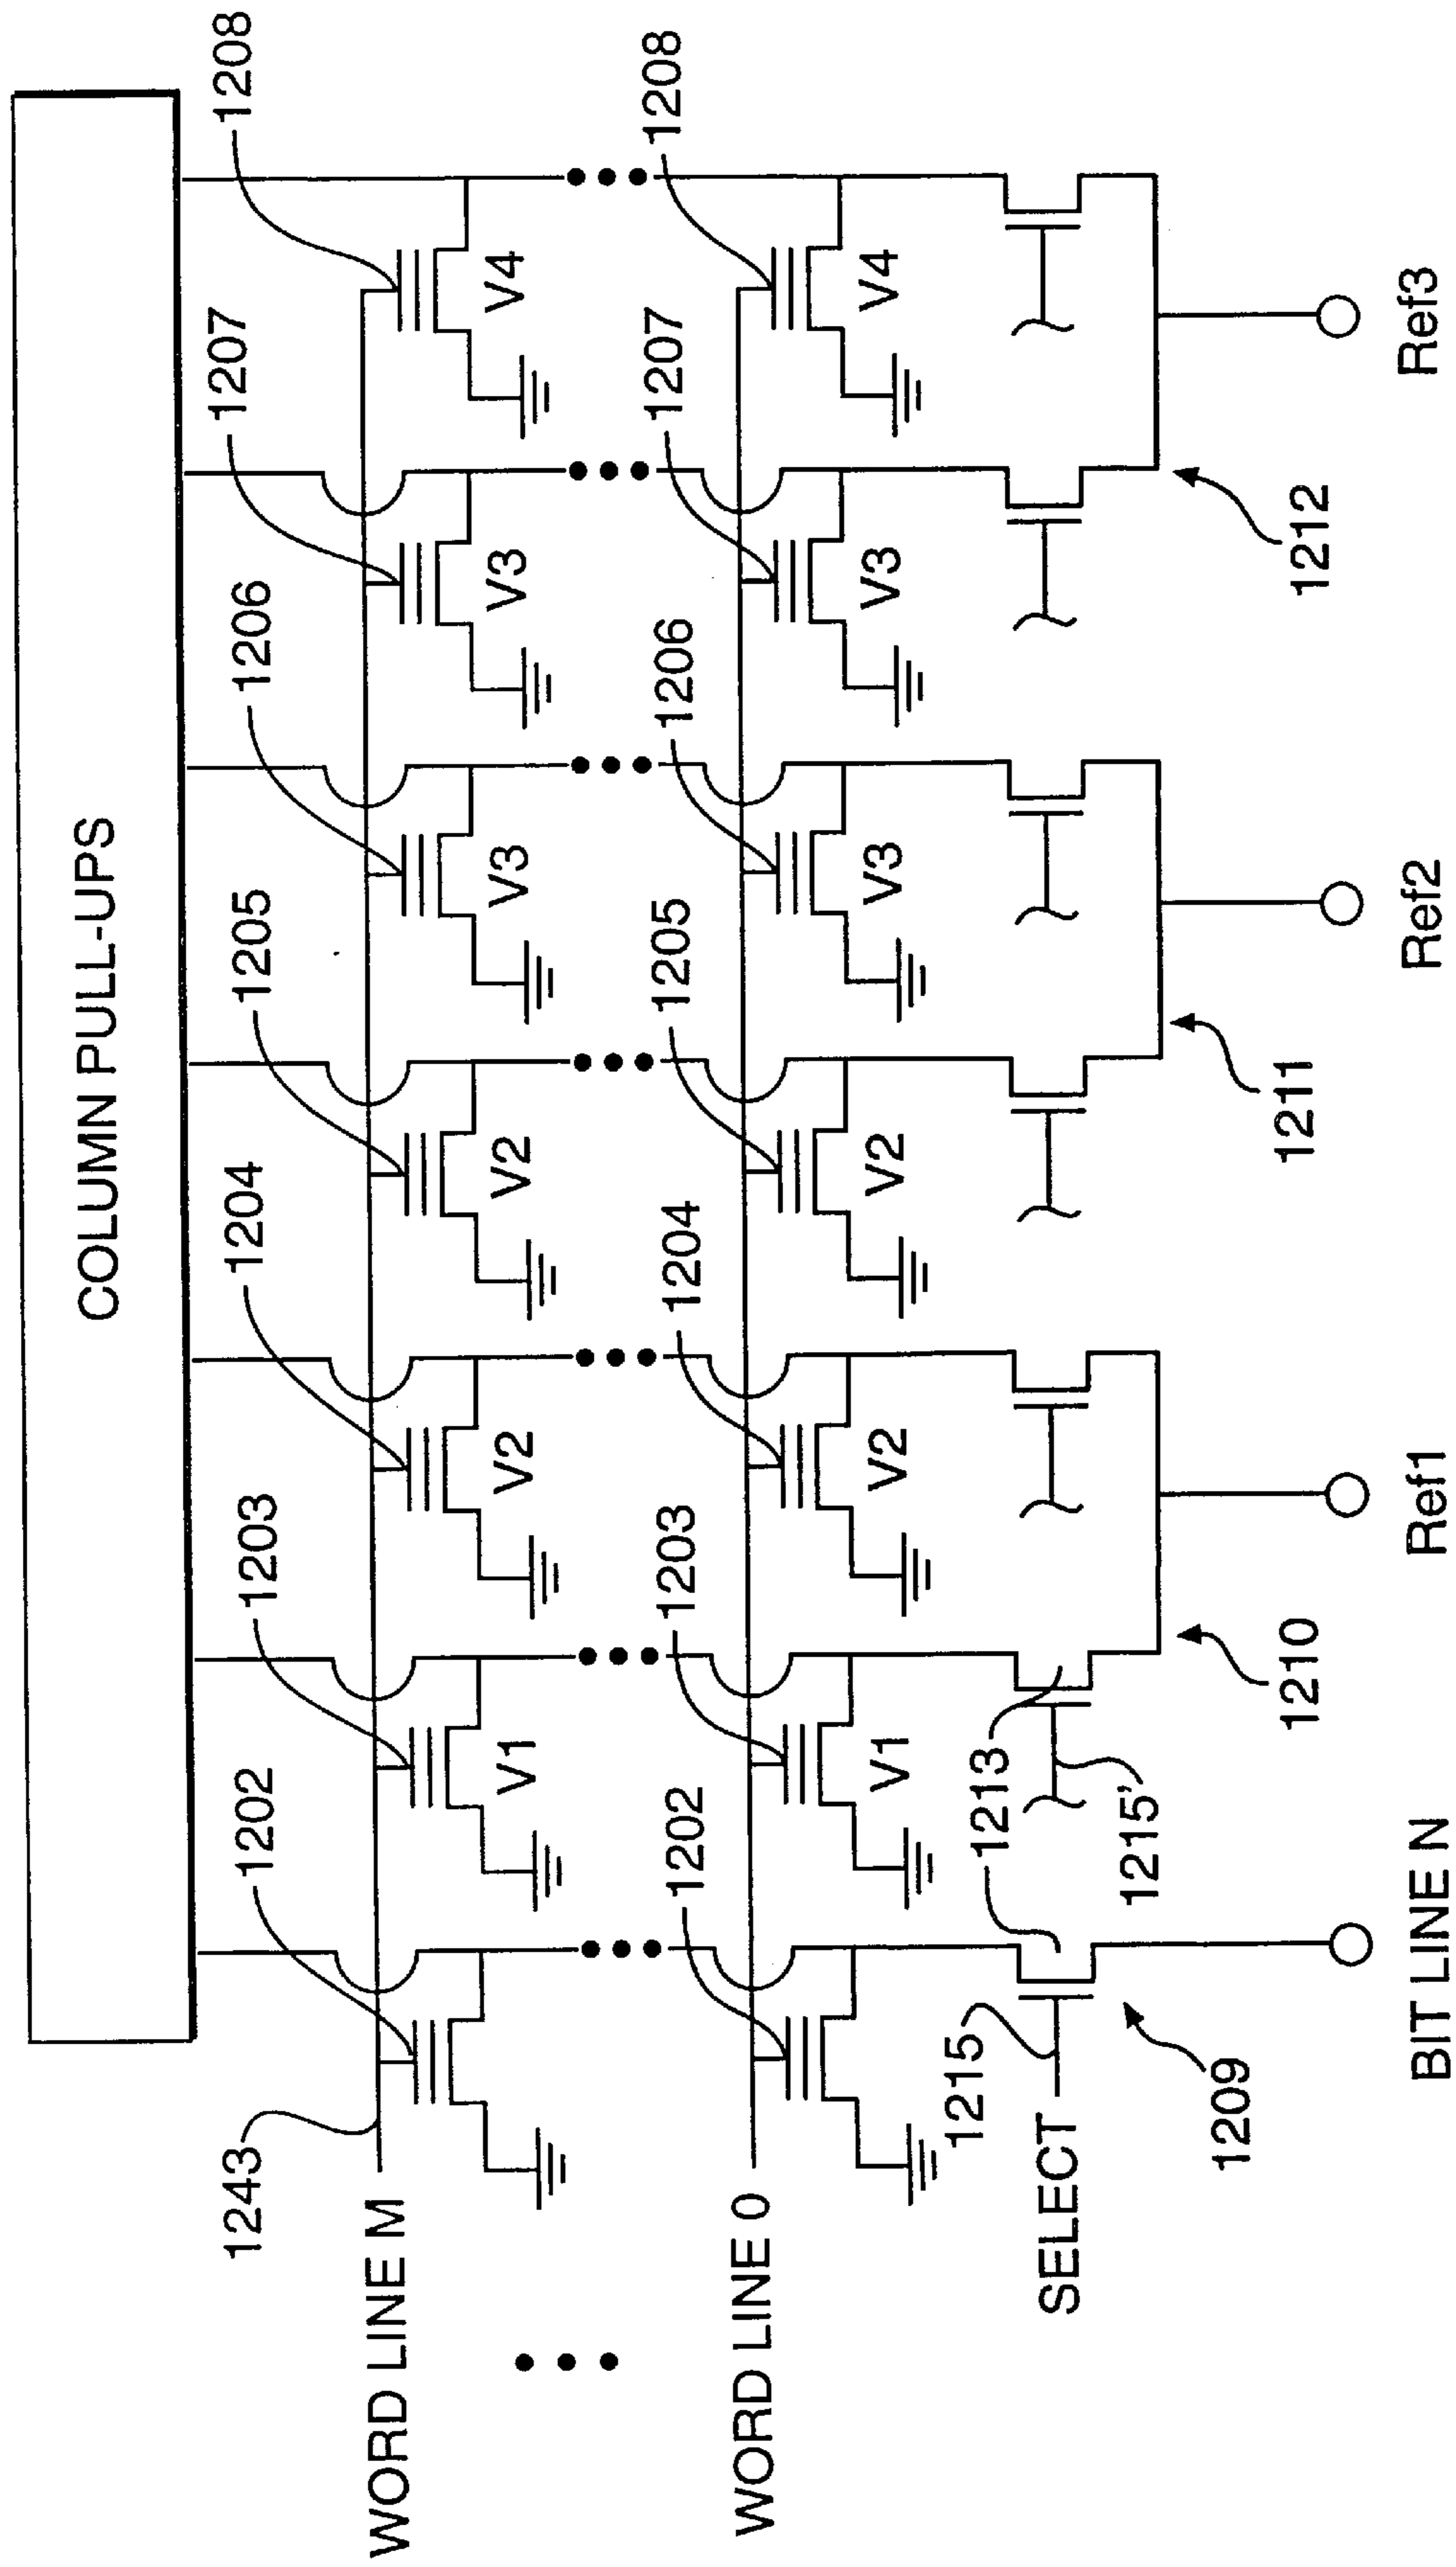 COLUMN PULL-UPS
1243
1202
1203
1204
1205
1206
1207
1208
WORD LINE M
V1
V2
V2
V3
V3
V4
1202
1203
1204
1205
1206
1207
1208
WORD LINE 0
V1
V2
V2
V3
V3
V4
1215
1213
SELECT
1215'
1209
1210
1211
1212
BIT LINE N
Ref1
Ref2
Ref3